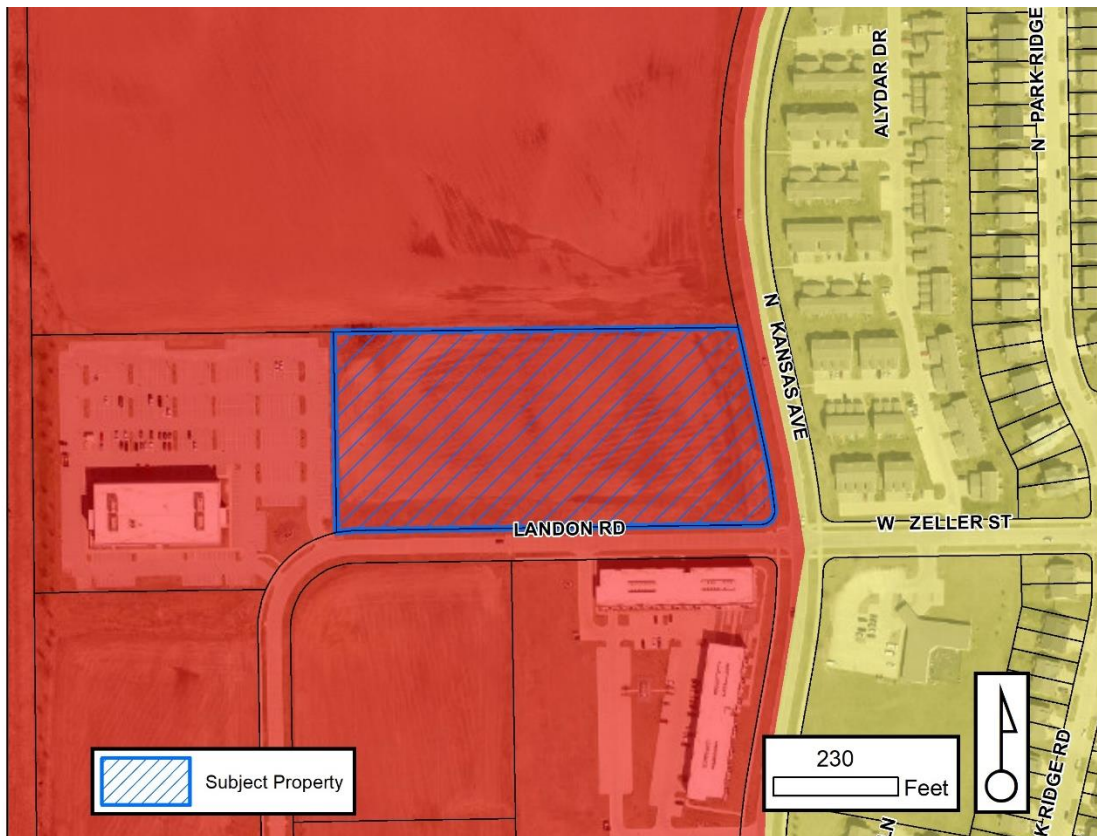 ALYDAR DR
N PARK RIDGE
N KANSAS AVE
LANDON RD
W ZELLER ST
Subject Property
230
Feet
N
K-RIDGE RD